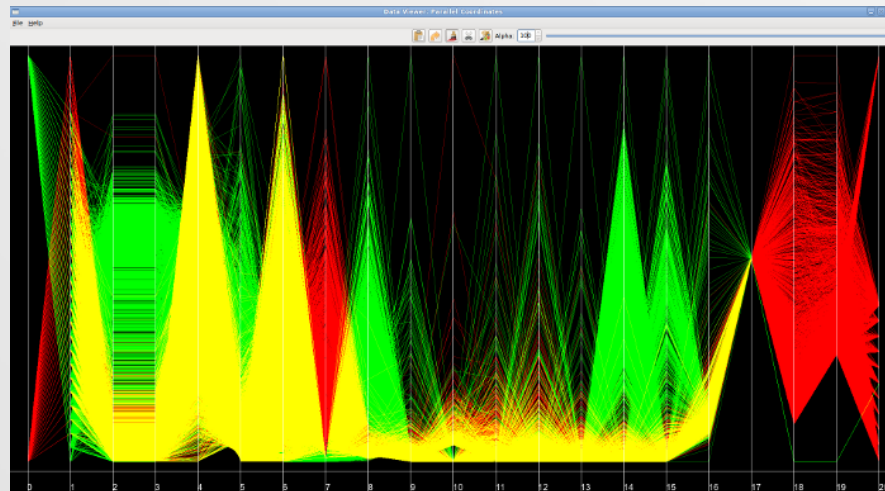 Data Viewer: Parallel Coordinates
File Help
Alpha: 100
0 1 2 3 4 5 6 7 8 9 10 11 12 13 14 15 16 17 18 19 2